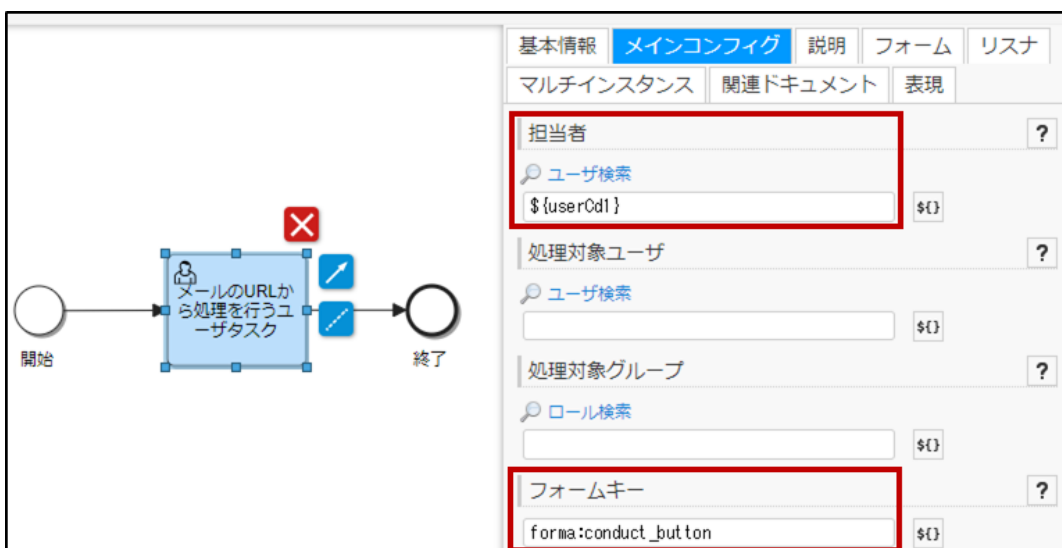 基本情報 メインコンフィグ 説明 フォーム リスナ
マルチインスタンス 関連ドキュメント 表現
担当者 ?
ユーザ検索
${userCd1} ${}
処理対象ユーザ ?
ユーザ検索
${}
処理対象グループ ?
ロール検索
${}
フォームキー ?
forma:conduct_button ${}
メールのURLか
ら処理を行うユ
ーザタスク
開始
終了